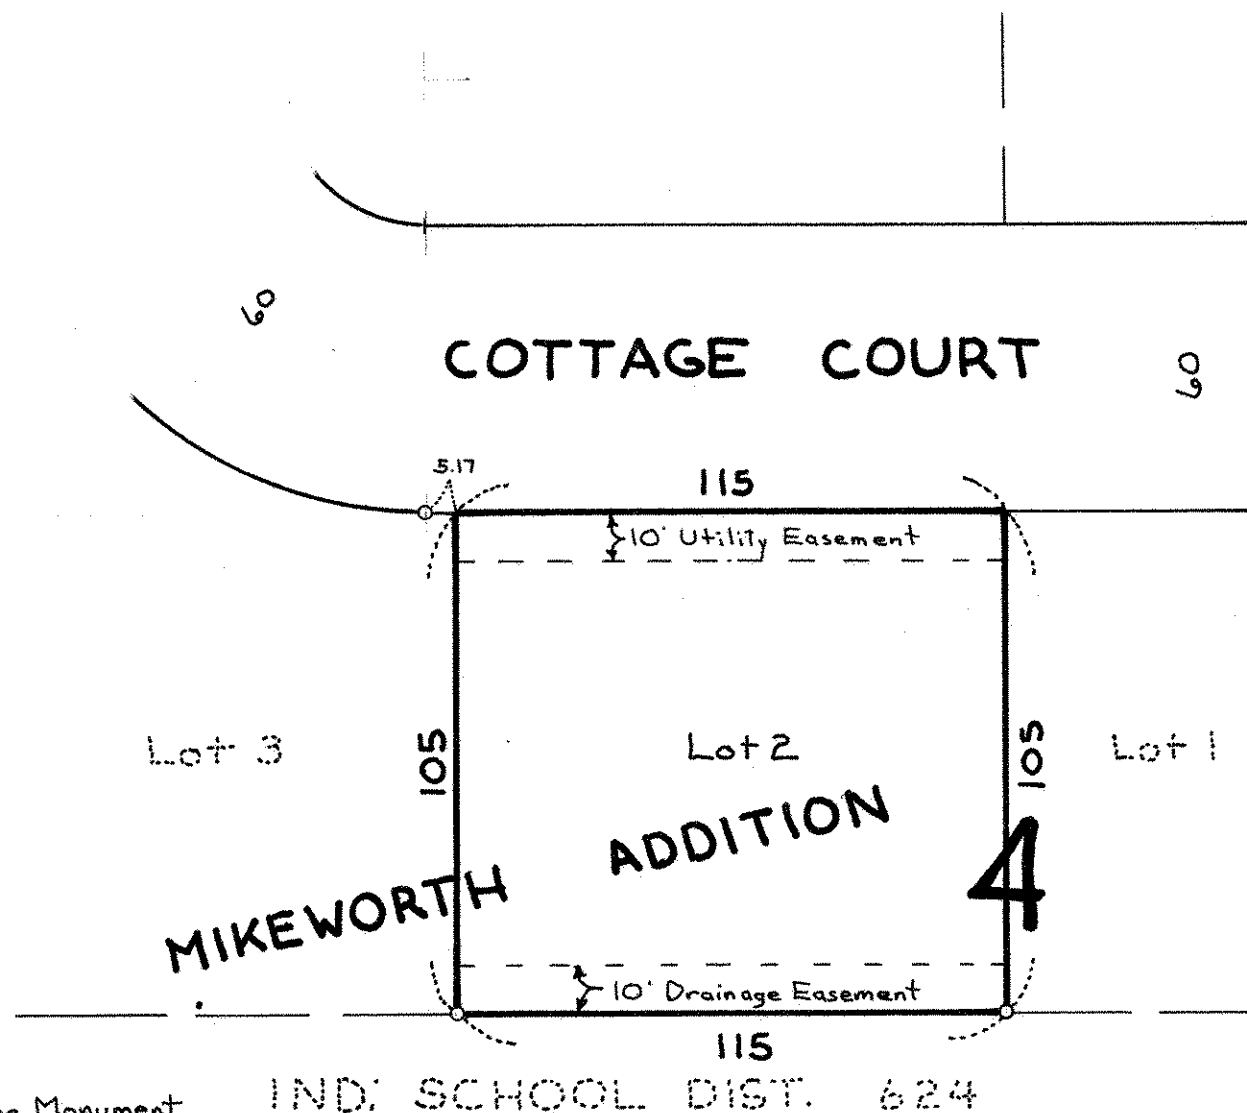 60
COTTAGE COURT
60
5.17
115
10' Utility Easement
Lot 3
105
Lot 2
105
Lot 1
MIKEWORTH ADDITION
4
10' Drainage Easement
115
Monument
IND. SCHOOL DIST. 624